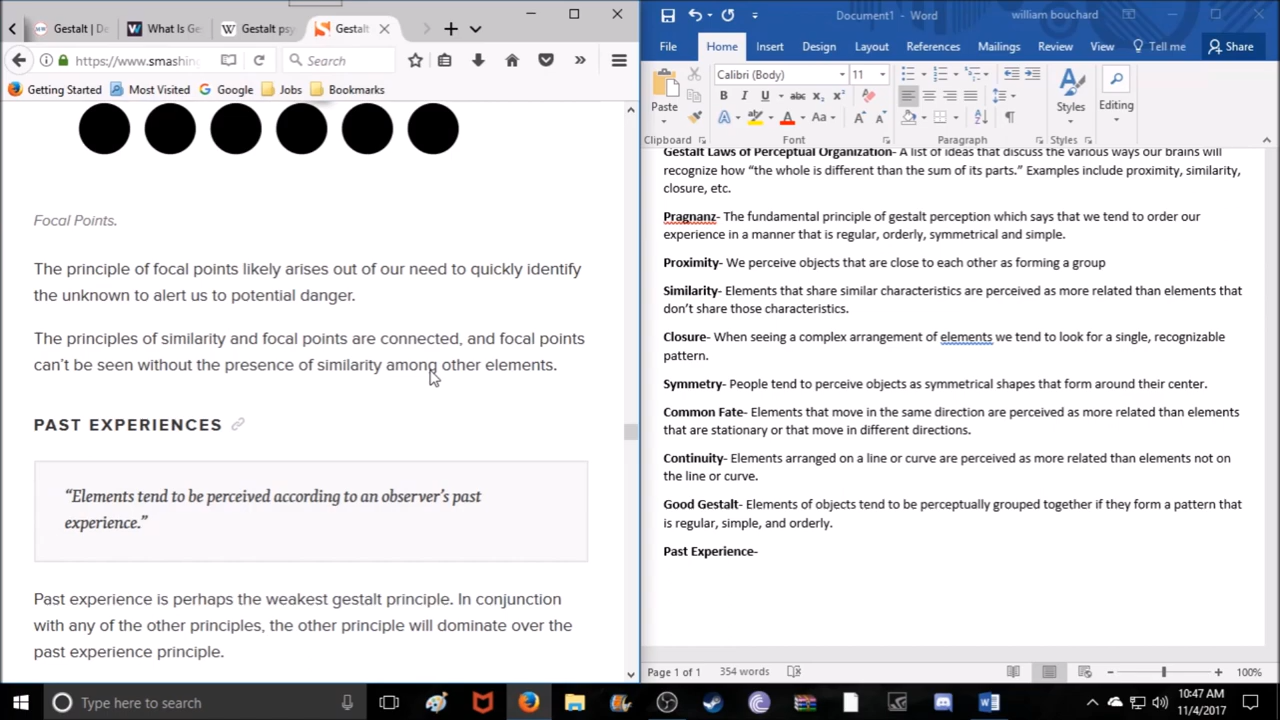 Gestalt | De
What Is Ge
Gestalt psy
Gestalt
https://www.smashing
Search
Getting Started
Most Visited
Google
Jobs
Bookmarks
Focal Points.
The principle of focal points likely arises out of our need to quickly identify
the unknown to alert us to potential danger.
The principles of similarity and focal points are connected, and focal points
can't be seen without the presence of similarity among other elements.
PAST EXPERIENCES
“Elements tend to be perceived according to an observer's past
experience.”
Past experience is perhaps the weakest gestalt principle. In conjunction
with any of the other principles, the other principle will dominate over the
past experience principle.
Document1 - Word
william bouchard
File
Home
Insert
Design
Layout
References
Mailings
Review
View
Tell me
Share
Paste
Calibri (Body)
11
B I U abc x₂ x²
A A Aa A A
Styles
Editing
Clipboard
Font
Paragraph
Styles
Gestalt Laws of Perceptual Organization- A list of ideas that discuss the various ways our brains will
recognize how “the whole is different than the sum of its parts.” Examples include proximity, similarity,
closure, etc.
Pragnanz- The fundamental principle of gestalt perception which says that we tend to order our
experience in a manner that is regular, orderly, symmetrical and simple.
Proximity- We perceive objects that are close to each other as forming a group
Similarity- Elements that share similar characteristics are perceived as more related than elements that
don't share those characteristics.
Closure- When seeing a complex arrangement of elements we tend to look for a single, recognizable
pattern.
Symmetry- People tend to perceive objects as symmetrical shapes that form around their center.
Common Fate- Elements that move in the same direction are perceived as more related than elements
that are stationary or that move in different directions.
Continuity- Elements arranged on a line or curve are perceived as more related than elements not on
the line or curve.
Good Gestalt- Elements of objects tend to be perceptually grouped together if they form a pattern that
is regular, simple, and orderly.
Past Experience-
Page 1 of 1
354 words
100%
Type here to search
10:47 AM
11/4/2017